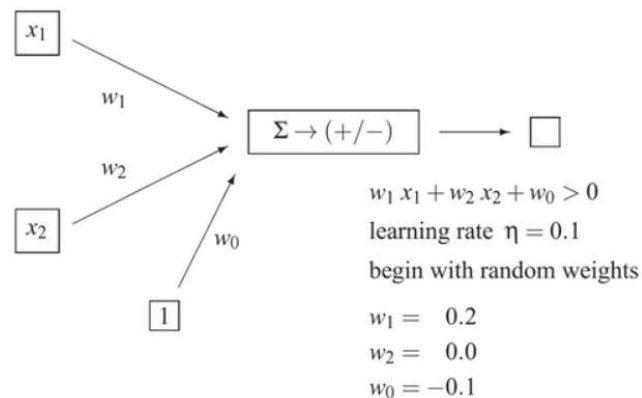 x₁
w₁
Σ → (+/−)
w₂
w₁ x₁ + w₂ x₂ + w₀ > 0
x₂
learning rate η = 0.1
w₀
begin with random weights
1
w₁ = 0.2
w₂ = 0.0
w₀ = −0.1